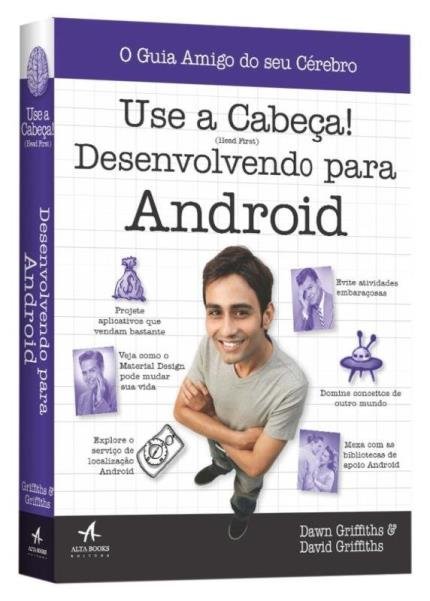 O Guia Amigo do seu Cérebro
Use a Cabeça!
(Head First)
Desenvolvendo para
Android
Projete
aplicativos que
vendam bastante
Evite atividades
embaraçosas
Veja como o
Material Design
pode mudar
sua vida
Domine conceitos de
outro mundo
Explore o
serviço de
localização
Android
Mexa com as
bibliotecas de
apoio Android
Dawn Griffiths &
David Griffiths
Use a
Cabeça!
(Head First)
Desenvolvendo para
Android
Griffiths &
Griffiths
ALTA BOOKS
EDITORA
ALTA BOOKS
EDITORA